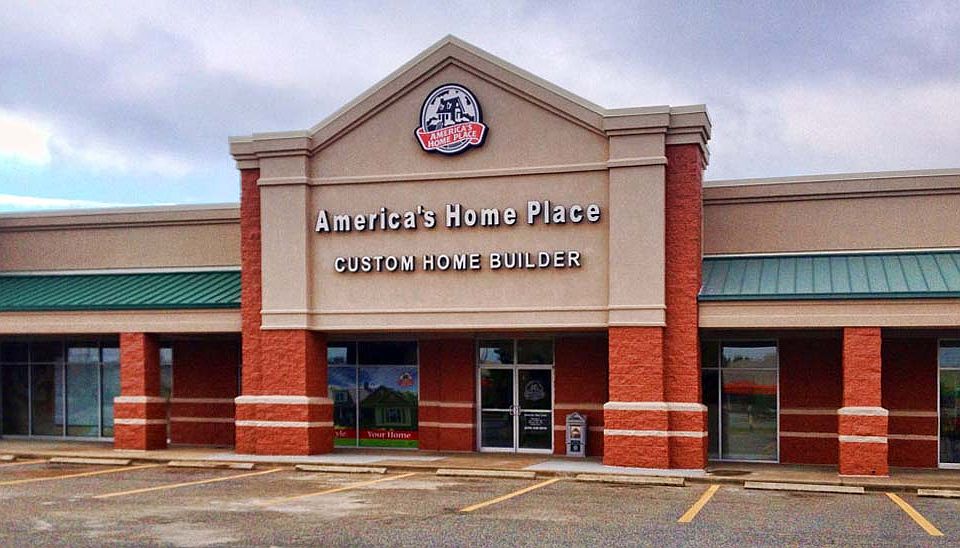 AMERICA'S
HOME PLACE
America's Home Place
CUSTOM HOME BUILDER
Your Home